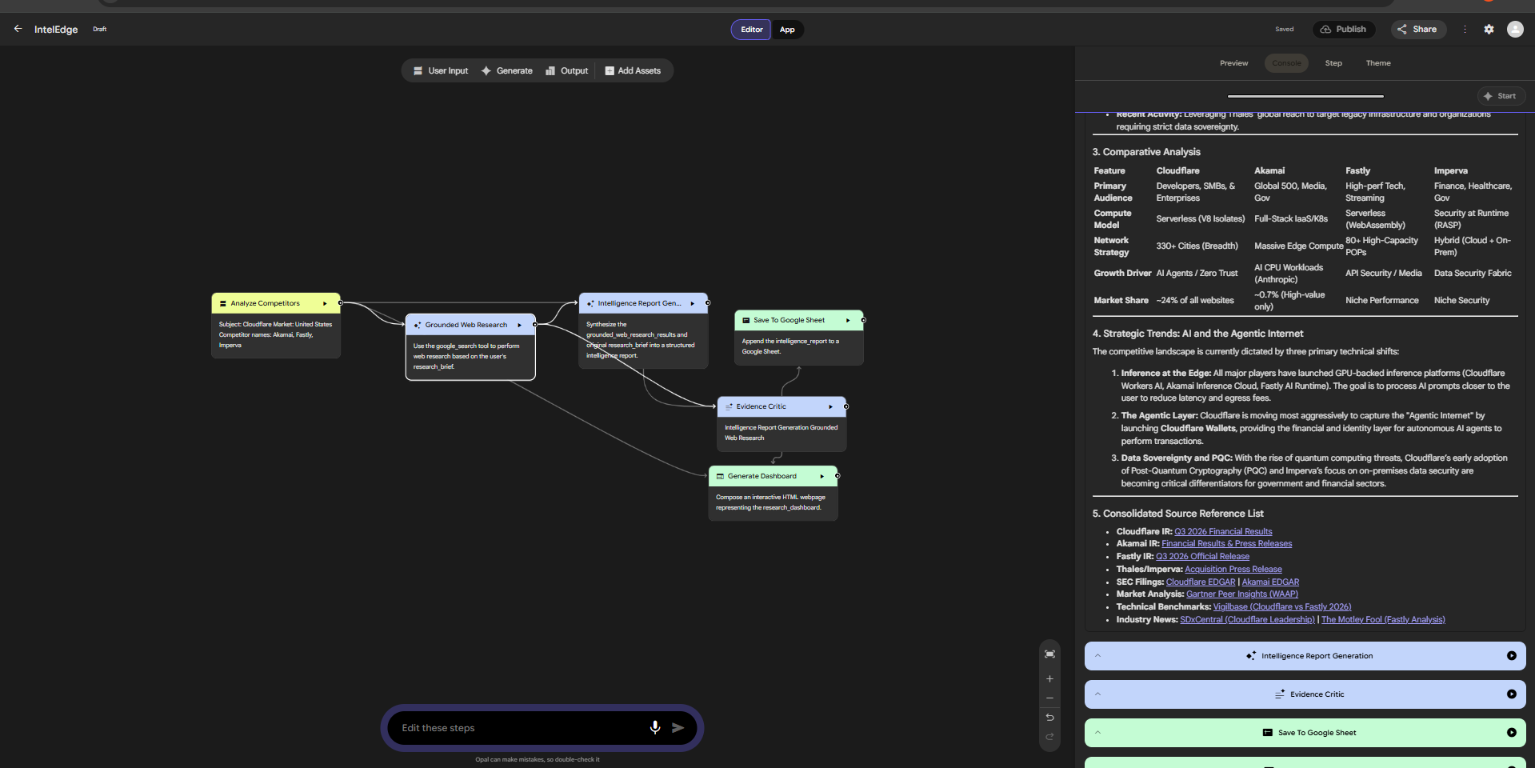 IntelEdge Draft
Editor App
Saved Publish Share
User Input Generate Output Add Assets
Analyze Competitors
Subject: Cloudflare Market: United States
Competitor names: Akamai, Fastly,
Imperva
Grounded Web Research
Use the google_search tool to perform
web research based on the user's
research_brief.
Intelligence Report Gen...
Synthesize the
grounded_web_research_results and
original research_brief into a structured
intelligence report.
Save To Google Sheet
Append the intelligence_report to a
Google Sheet.
Evidence Critic
Intelligence Report Generation Grounded
Web Research
Generate Dashboard
Compose an interactive HTML webpage
representing the research_dashboard.
Edit these steps
Opal can make mistakes, so double-check it
Preview Console Step Theme
Start
Recent Activity: Leveraging Thales' global reach to target legacy infrastructure and organizations
requiring strict data sovereignty.
3. Comparative Analysis
Feature Cloudflare Akamai Fastly Imperva
Primary Audience Developers, SMBs, & Enterprises Global 500, Media, Gov High-perf Tech, Streaming Finance, Healthcare, Gov
Compute Model Serverless (V8 Isolates) Full-Stack IaaS/K8s Serverless (WebAssembly) Security at Runtime (RASP)
Network Strategy 330+ Cities (Breadth) Massive Edge Compute 80+ High-Capacity POPs Hybrid (Cloud + On-Prem)
Growth Driver AI Agents / Zero Trust AI CPU Workloads (Anthropic) API Security / Media Data Security Fabric
Market Share ~24% of all websites ~0.7% (High-value only) Niche Performance Niche Security
4. Strategic Trends: AI and the Agentic Internet
The competitive landscape is currently dictated by three primary technical shifts:
1. Inference at the Edge: All major players have launched GPU-backed inference platforms (Cloudflare
Workers AI, Akamai Inference Cloud, Fastly AI Runtime). The goal is to process AI prompts closer to the
user to reduce latency and egress fees.
2. The Agentic Layer: Cloudflare is moving most aggressively to capture the "Agentic Internet" by
launching Cloudflare Wallets, providing the financial and identity layer for autonomous AI agents to
perform transactions.
3. Data Sovereignty and PQC: With the rise of quantum computing threats, Cloudflare's early adoption
of Post-Quantum Cryptography (PQC) and Imperva's focus on on-premises data security are
becoming critical differentiators for government and financial sectors.
5. Consolidated Source Reference List
Cloudflare IR: Q3 2026 Financial Results
Akamai IR: Financial Results & Press Releases
Fastly IR: Q3 2026 Official Release
Thales/Imperva: Acquisition Press Release
SEC Filings: Cloudflare EDGAR | Akamai EDGAR
Market Analysis: Gartner Peer Insights (WAAP)
Technical Benchmarks: Vigilbase (Cloudflare vs Fastly 2026)
Industry News: SDxCentral (Cloudflare Leadership) | The Motley Fool (Fastly Analysis)
Intelligence Report Generation
Evidence Critic
Save To Google Sheet